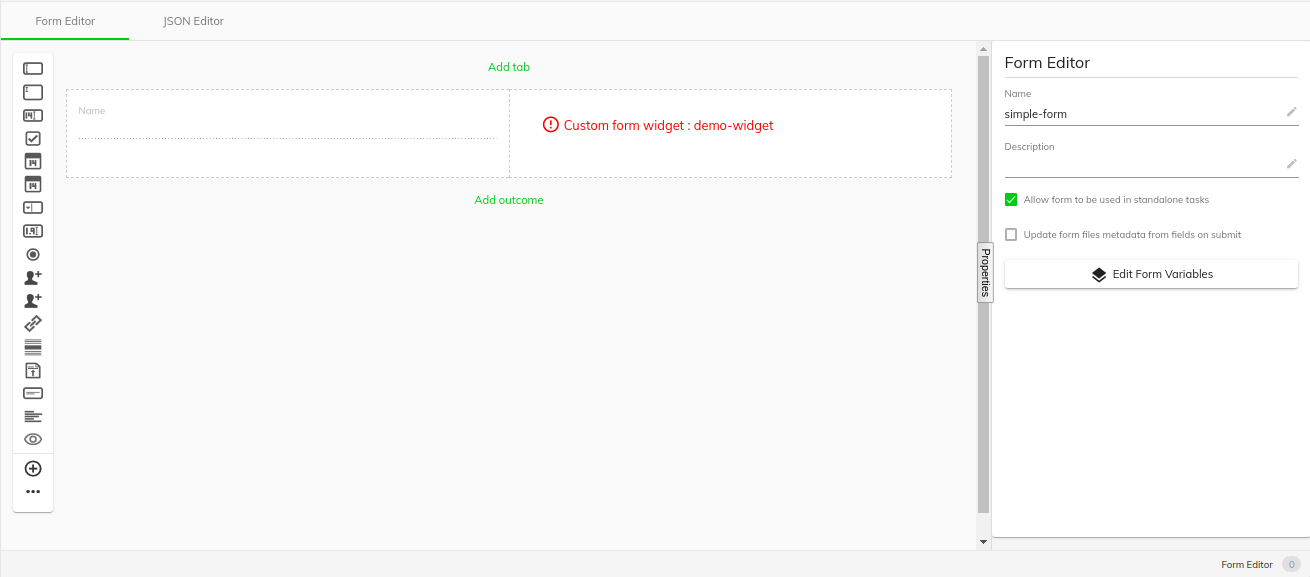 Form Editor
JSON Editor
Add tab
Name
Custom form widget : demo-widget
Add outcome
Properties
Form Editor
Name
simple-form
Description
Allow form to be used in standalone tasks
Update form files metadata from fields on submit
Edit Form Variables
Form Editor 0